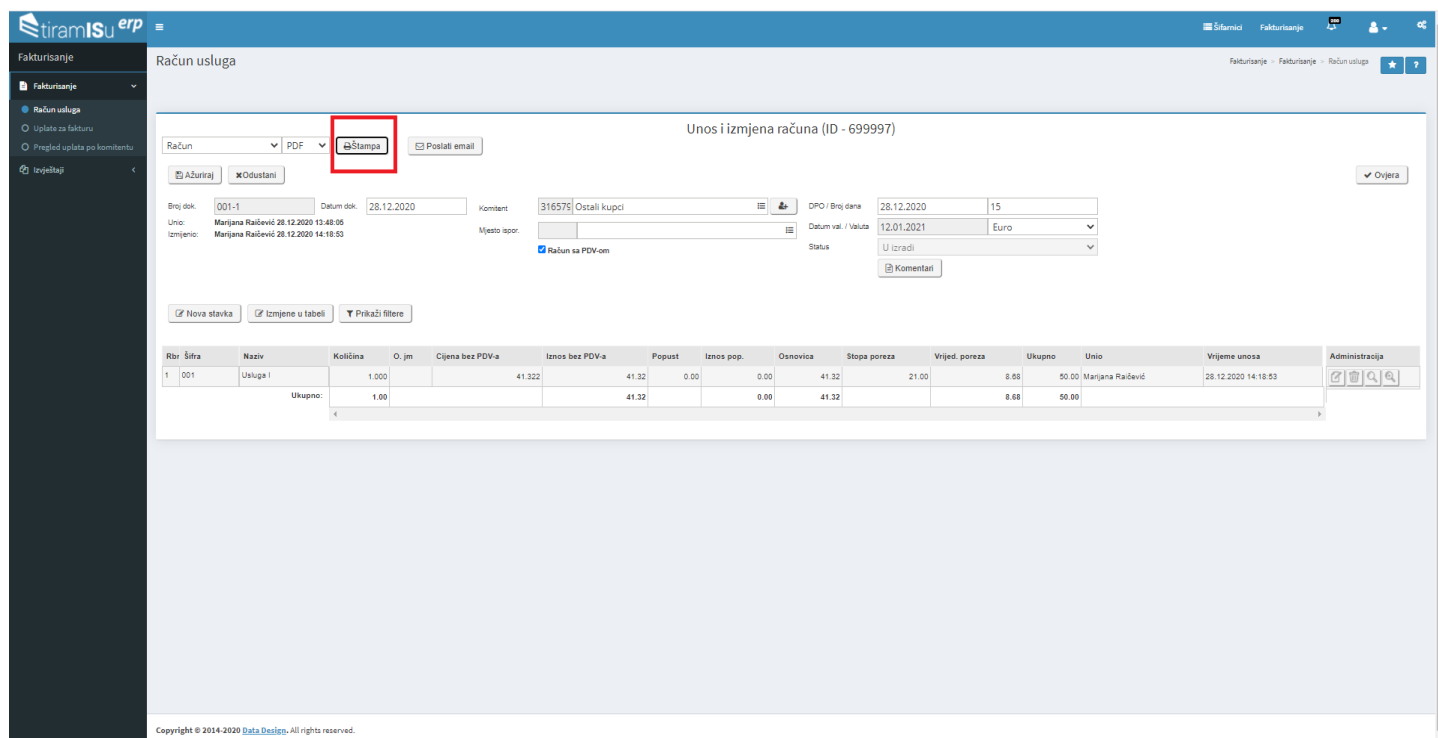 tiramISu erp
Šifarnici Fakturisanje
Fakturisanje
Fakturisanje
Račun usluga
Uplate za fakturu
Pregled uplata po komitentu
Izvještaji
Račun usluga
Fakturisanje > Fakturisanje > Račun usluga
?
Unos i izmjena računa (ID - 699997)
Račun PDF Štampa Poslati email
Ažuriraj Odustani Ovjera
Broj dok. 001-1 Datum dok. 28.12.2020 Komitent 316579 Ostali kupci DPO / Broj dana 28.12.2020 15
Unio: Marijana Raičević 28.12.2020 13:48:05
Izmijenio: Marijana Raičević 28.12.2020 14:18:53
Mjesto ispor. Datum val. / Valuta 12.01.2021 Euro
Račun sa PDV-om Status U izradi
Komentari
Nova stavka Izmjene u tabeli Prikaži filtere
Rbr Šifra Naziv Količina O. jm Cijena bez PDV-a Iznos bez PDV-a Popust Iznos pop. Osnovica Stopa poreza Vrijed. poreza Ukupno Unio Vrijeme unosa Administracija
1 001 Usluga I 1.000 41.322 41.32 0.00 0.00 41.32 21.00 8.68 50.00 Marijana Raičević 28.12.2020 14:18:53
Ukupno: 1.00 41.32 0.00 41.32 8.68 50.00
Copyright © 2014-2020 Data Design. All rights reserved.